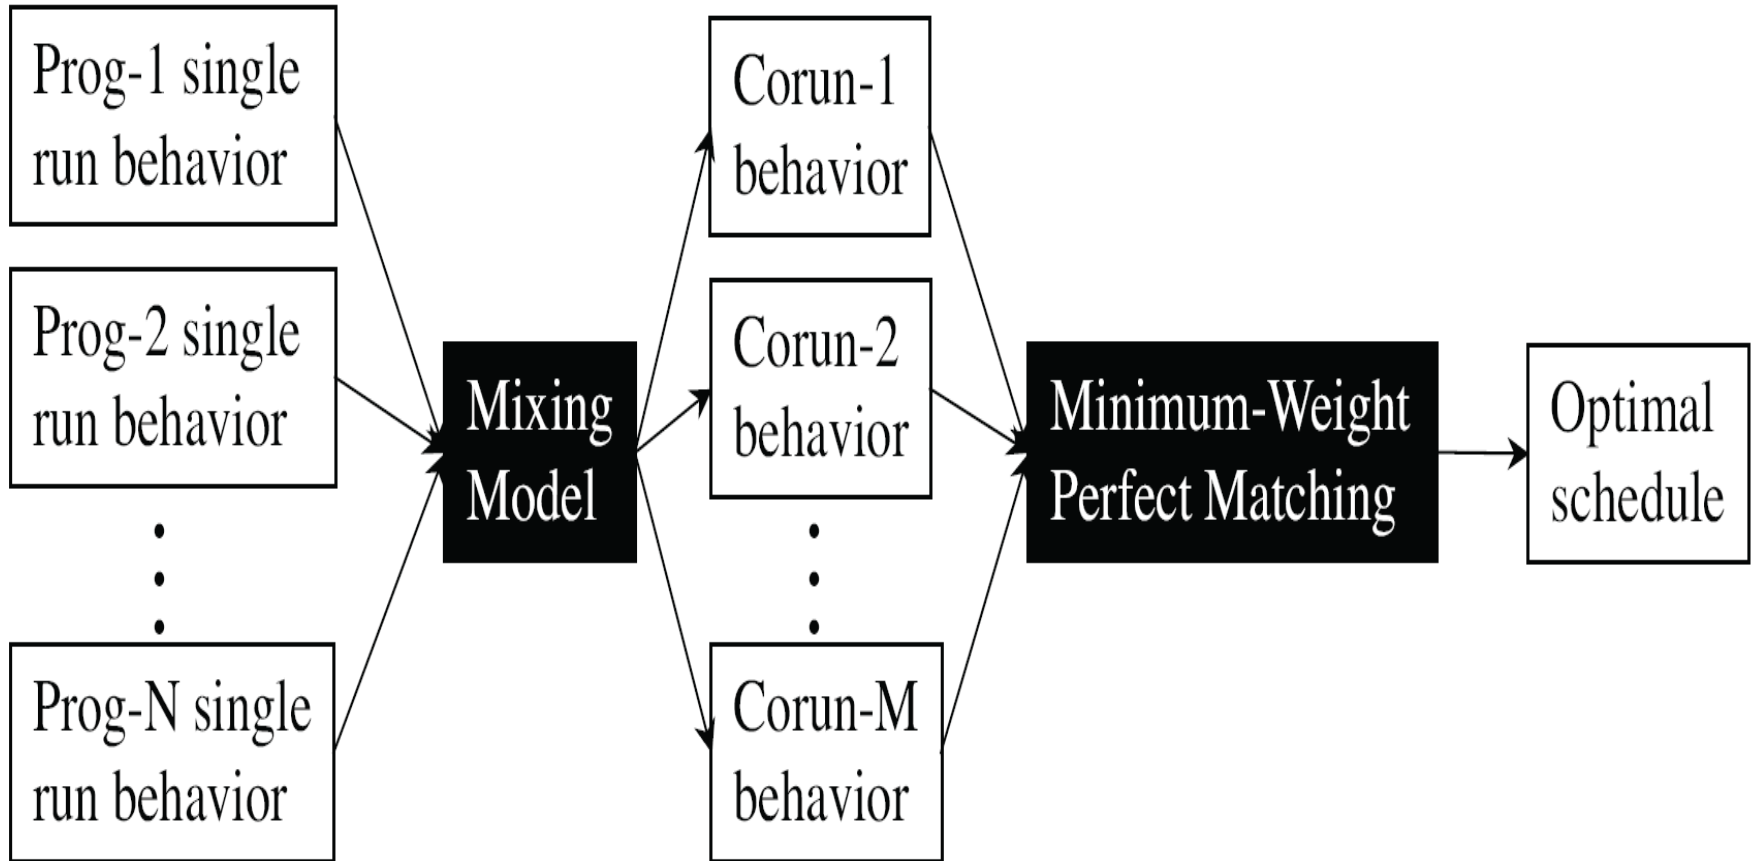 Prog-1 single
run behavior
Prog-2 single
run behavior
Prog-N single
run behavior
Mixing
Model
Corun-1
behavior
Corun-2
behavior
Corun-M
behavior
Minimum-Weight
Perfect Matching
Optimal
schedule